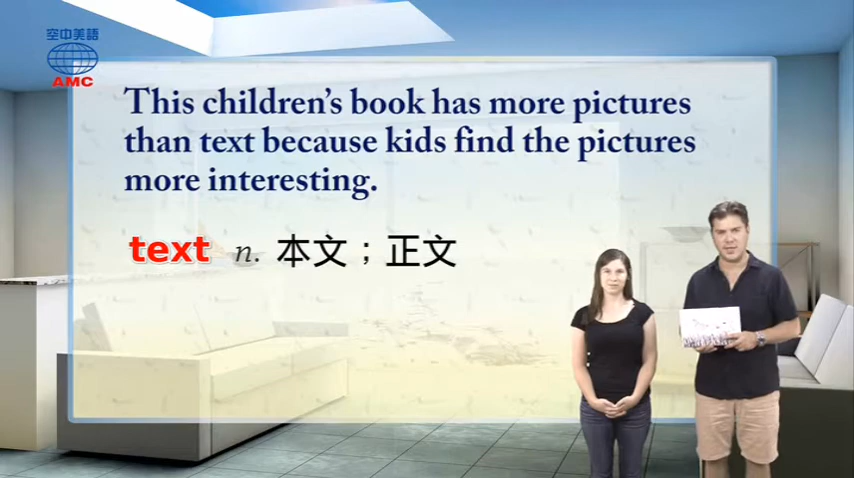 空中美語
AMC
This children's book has more pictures
than text because kids find the pictures
more interesting.
text n. 本文；正文